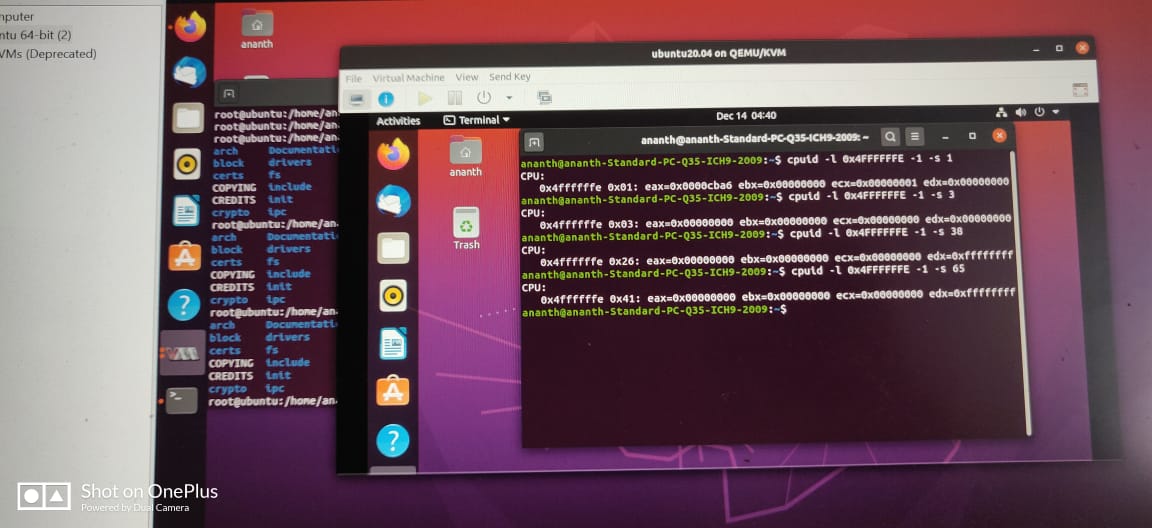 mputer
ntu 64-bit (2)
VMs (Deprecated)
ananth
root@ubuntu:/home/an
root@ubuntu:/home/an
root@ubuntu:/home/an
arch Documentati
block drivers
certs fs
COPYING include
CREDITS init
crypto ipc
root@ubuntu:/home/an
arch Documentati
block drivers
certs fs
COPYING include
CREDITS init
crypto ipc
root@ubuntu:/home/an
arch Documentati
block drivers
certs fs
COPYING include
CREDITS init
crypto ipc
root@ubuntu:/home/an
ubuntu20.04 on QEMU/KVM
File Virtual Machine View Send Key
Activities Terminal Dec 14 04:40
ananth
Trash
ananth@ananth-Standard-PC-Q35-ICH9-2009: ~
ananth@ananth-Standard-PC-Q35-ICH9-2009:~$ cpuid -l 0x4FFFFFFE -1 -s 1
CPU:
0x4ffffffe 0x01: eax=0x0000cba6 ebx=0x00000000 ecx=0x00000001 edx=0x00000000
ananth@ananth-Standard-PC-Q35-ICH9-2009:~$ cpuid -l 0x4FFFFFFE -1 -s 3
CPU:
0x4ffffffe 0x03: eax=0x00000000 ebx=0x00000000 ecx=0x00000000 edx=0x00000000
ananth@ananth-Standard-PC-Q35-ICH9-2009:~$ cpuid -l 0x4FFFFFFE -1 -s 38
CPU:
0x4ffffffe 0x26: eax=0x00000000 ebx=0x00000000 ecx=0x00000000 edx=0xffffffff
ananth@ananth-Standard-PC-Q35-ICH9-2009:~$ cpuid -l 0x4FFFFFFE -1 -s 65
CPU:
0x4ffffffe 0x41: eax=0x00000000 ebx=0x00000000 ecx=0x00000000 edx=0xffffffff
ananth@ananth-Standard-PC-Q35-ICH9-2009:~$
Shot on OnePlus
Powered by Dual Camera